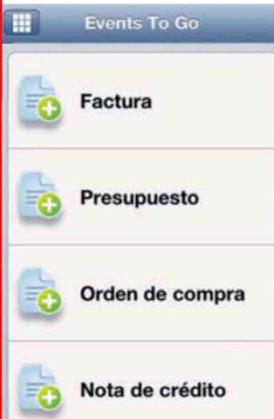 Events To Go
Factura
Presupuesto
Orden de compra
Nota de crédito